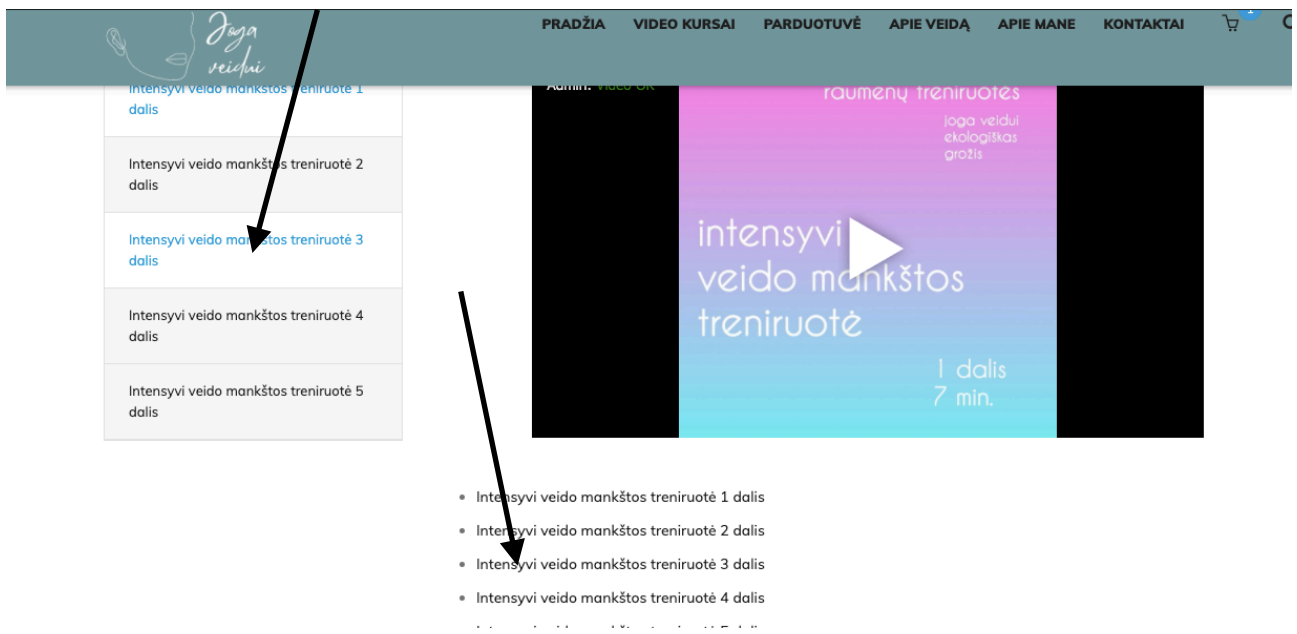 Joga
veidui
PRADŽIA VIDEO KURSAI PARDUOTUVĖ APIE VEIDĄ APIE MANE KONTAKTAI
1
Intensyvi veido mankštos treniruotė 1
dalis
Intensyvi veido mankštos treniruotė 2
dalis
Intensyvi veido mankštos treniruotė 3
dalis
Intensyvi veido mankštos treniruotė 4
dalis
Intensyvi veido mankštos treniruotė 5
dalis
Admin: Video OK
raumenų treniruotės
joga veidui
ekologiškas
grožis
intensyvi
veido mankštos
treniruotė
1 dalis
7 min.
Intensyvi veido mankštos treniruotė 1 dalis
Intensyvi veido mankštos treniruotė 2 dalis
Intensyvi veido mankštos treniruotė 3 dalis
Intensyvi veido mankštos treniruotė 4 dalis